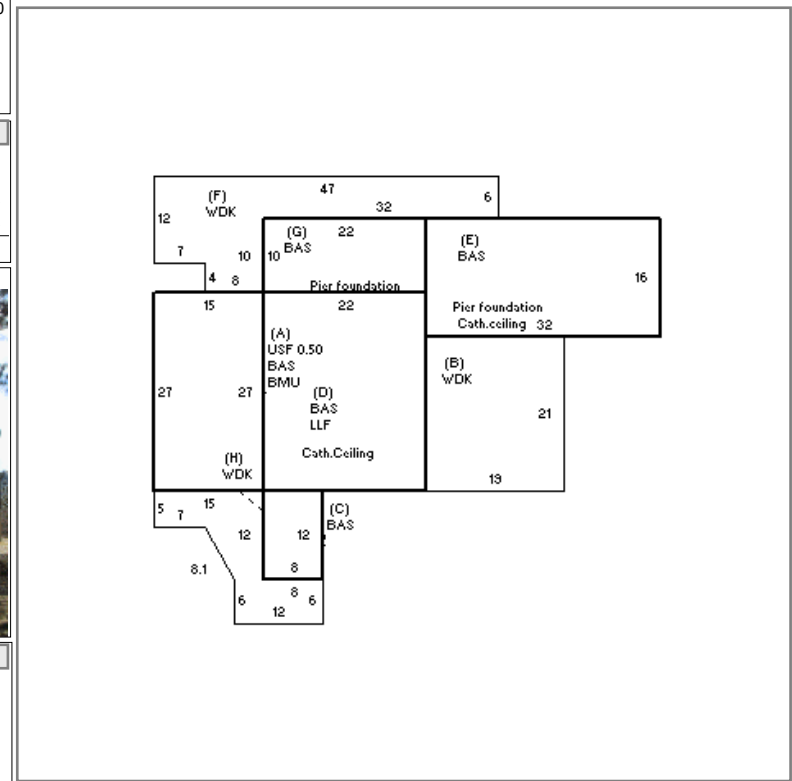 47
(F)
WDK
32
6
12
(G)
BAS
22
(E)
BAS
7
10
10
16
4
8
Pier foundation
15
22
Pier foundation
Cath.ceiling 32
(A)
USF 0.50
BAS
BMU
(B)
WDK
27
27
(D)
BAS
LLF
21
Cath.Ceiling
(H)
WDK
19
5
7
15
(C)
BAS
12
12
8.1
8
8
6
6
12